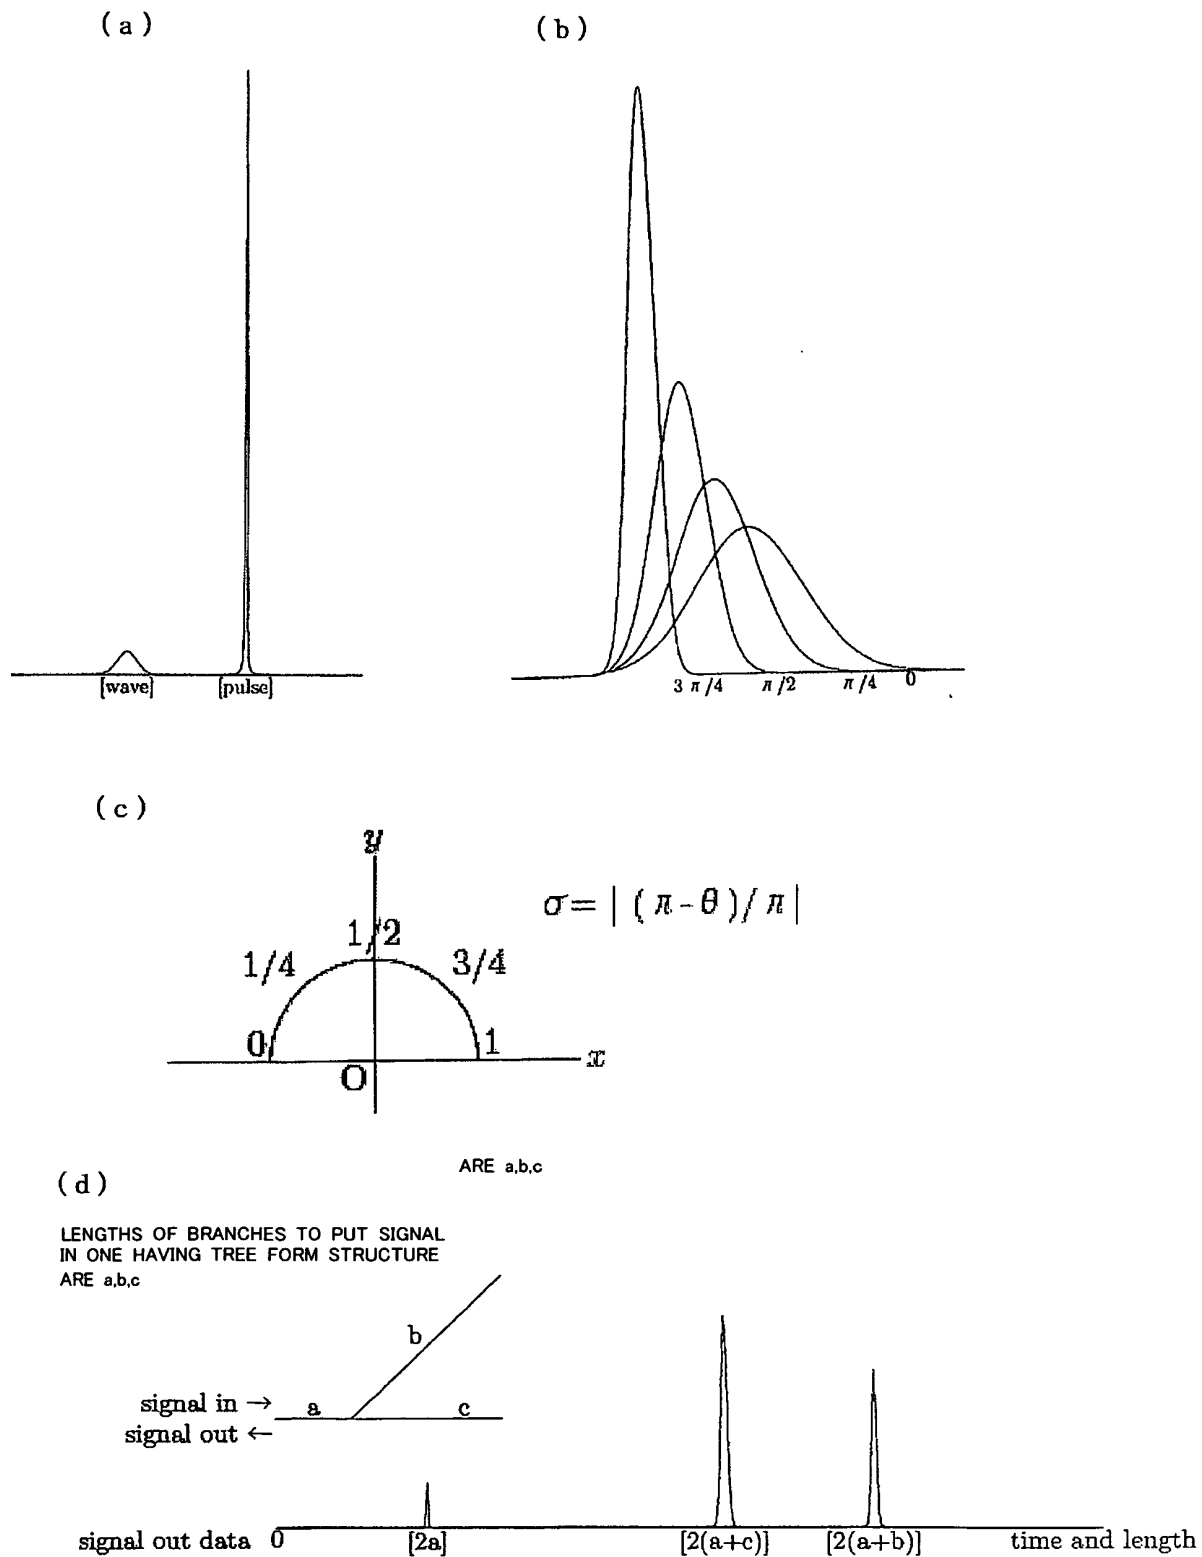 (a)
(b)
[wave]
[pulse]
3π/4
π/2
π/4
0
(c)
y
σ=|(π-θ)/π|
1/2
1/4
3/4
0
1
x
O
ARE a,b,c
(d)
LENGTHS OF BRANCHES TO PUT SIGNAL
IN ONE HAVING TREE FORM STRUCTURE
ARE a,b,c
b
signal in →
a
c
signal out ←
signal out data
0
[2a]
[2(a+c)]
[2(a+b)]
time and length